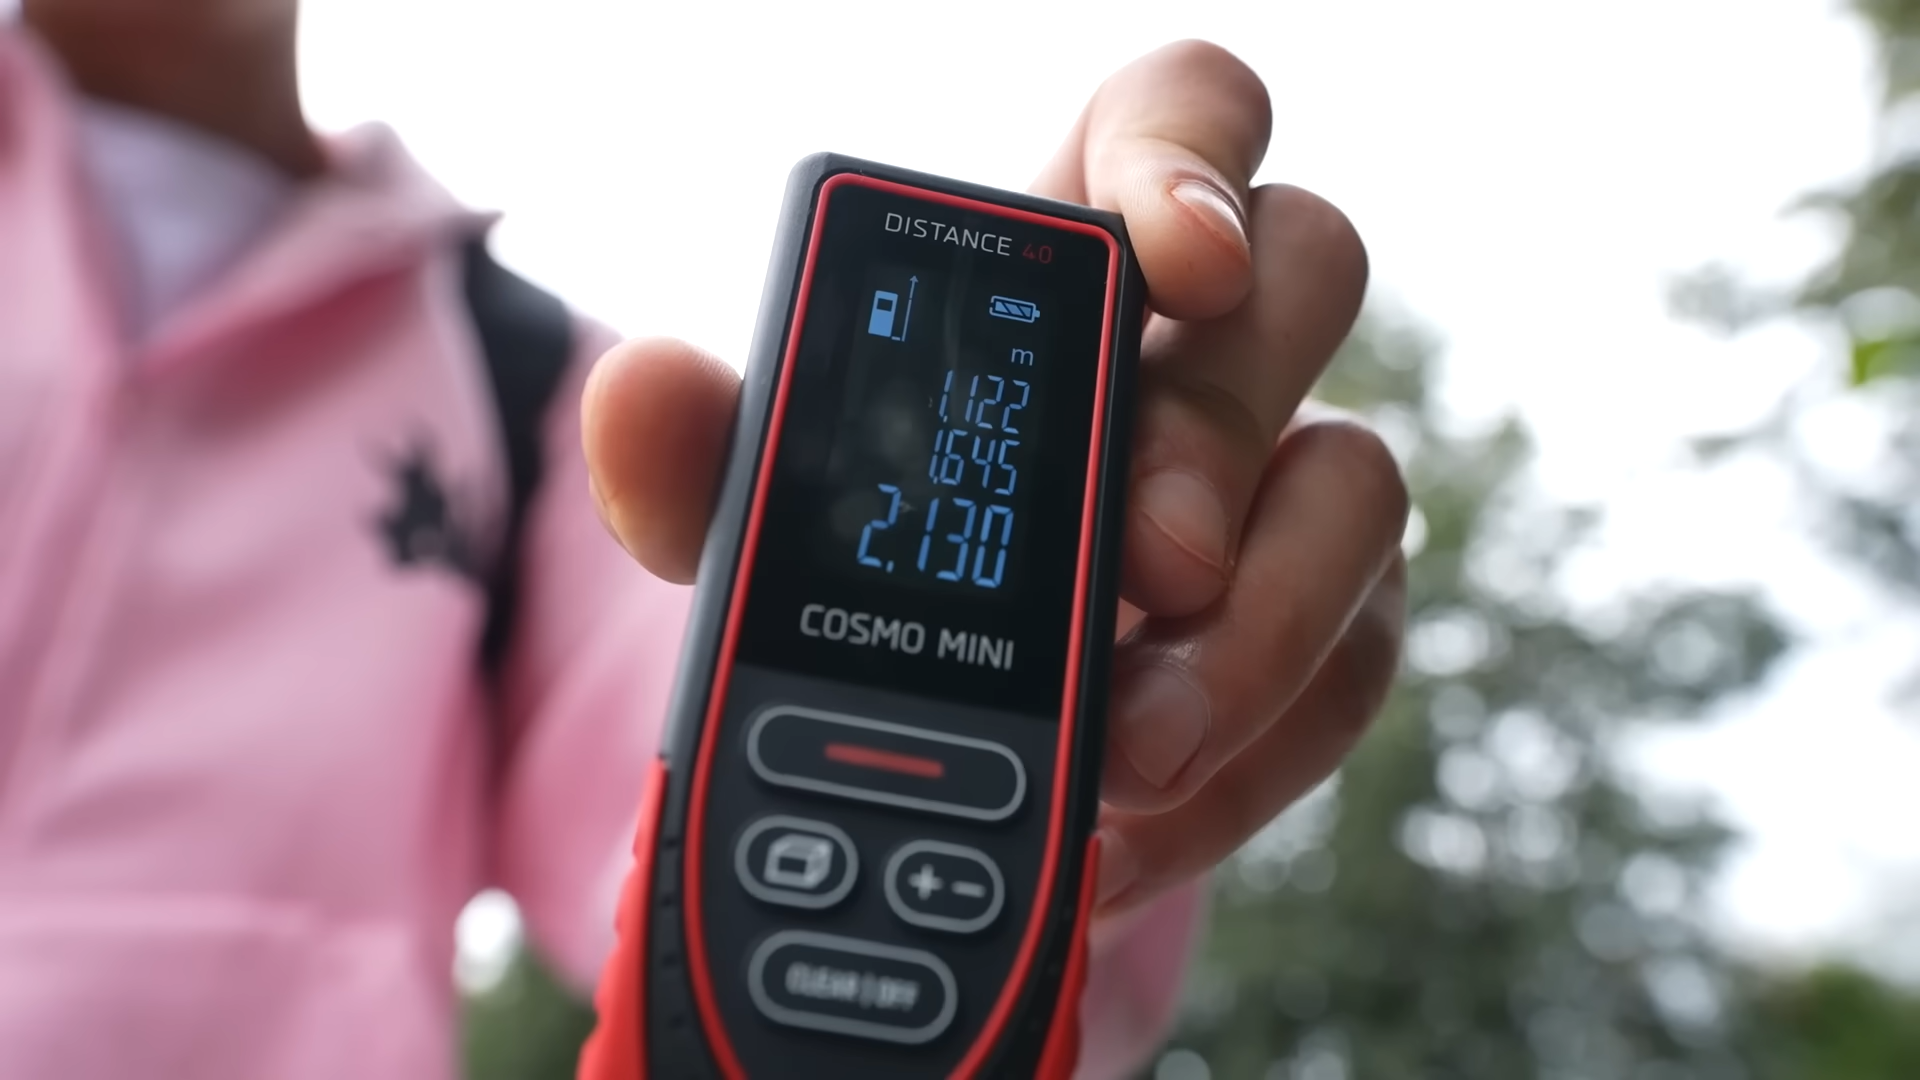 DISTANCE 40
m
1.122
1.645
2.130
COSMO MINI
+ -
CLEAR | OFF